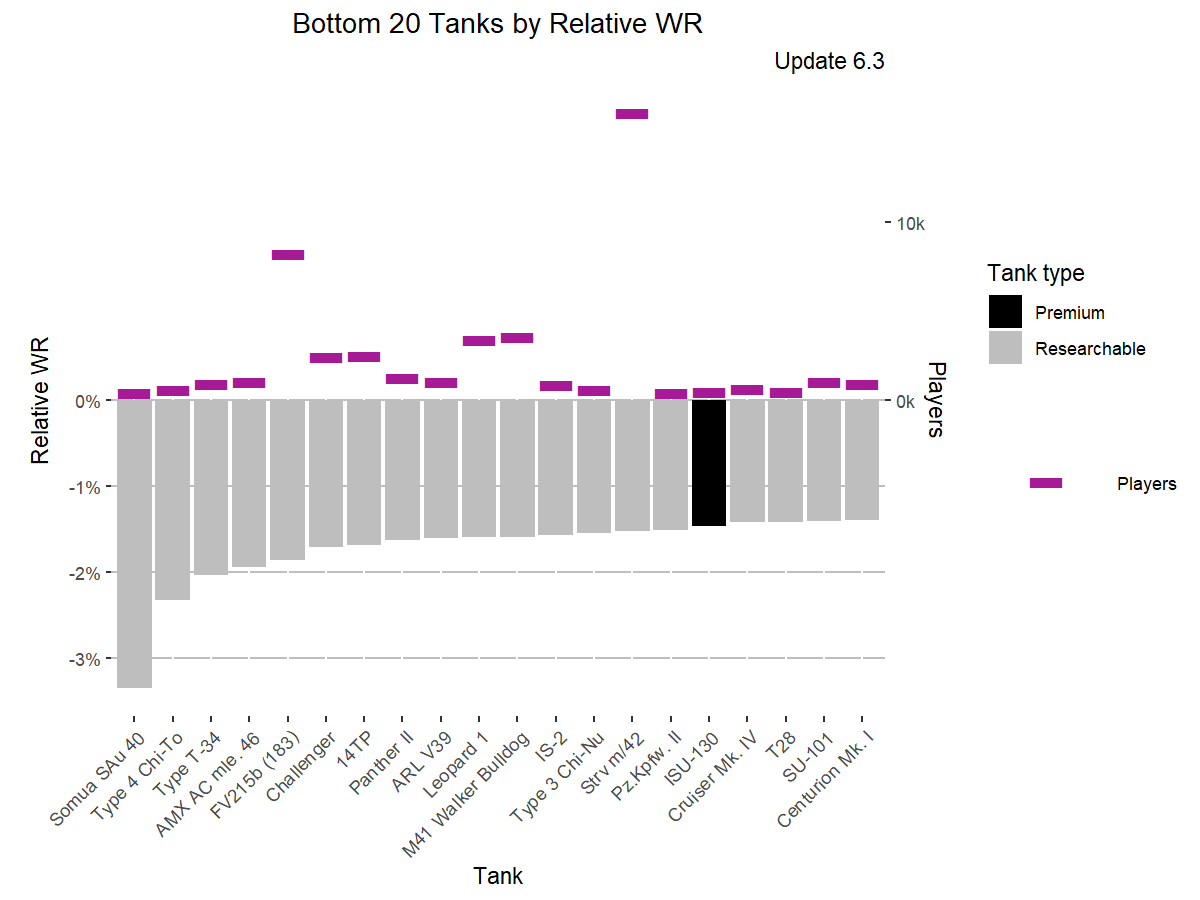 Bottom 20 Tanks by Relative WR
Update 6.3
Relative WR
0%
-1%
-2%
-3%
10k
0k
Players
Somua SAu 40
Type 4 Chi-To
Type T-34
AMX AC mle. 46
FV215b (183)
Challenger
14TP
Panther II
ARL V39
Leopard 1
M41 Walker Bulldog
IS-2
Type 3 Chi-Nu
Strv m/42
Pz.Kpfw. II
ISU-130
Cruiser Mk. IV
T28
SU-101
Centurion Mk. I
Tank
Tank type
Premium
Researchable
Players